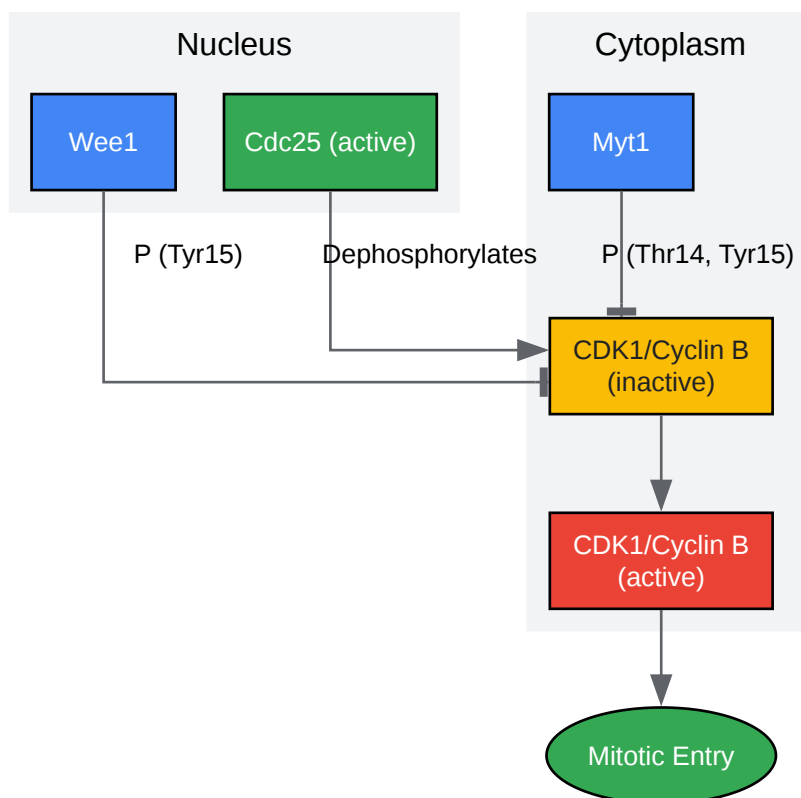 Nucleus
Cytoplasm
Wee1
Cdc25 (active)
Myt1
P (Tyr15)
Dephosphorylates
P (Thr14, Tyr15)
CDK1/Cyclin B
(inactive)
CDK1/Cyclin B
(active)
Mitotic Entry